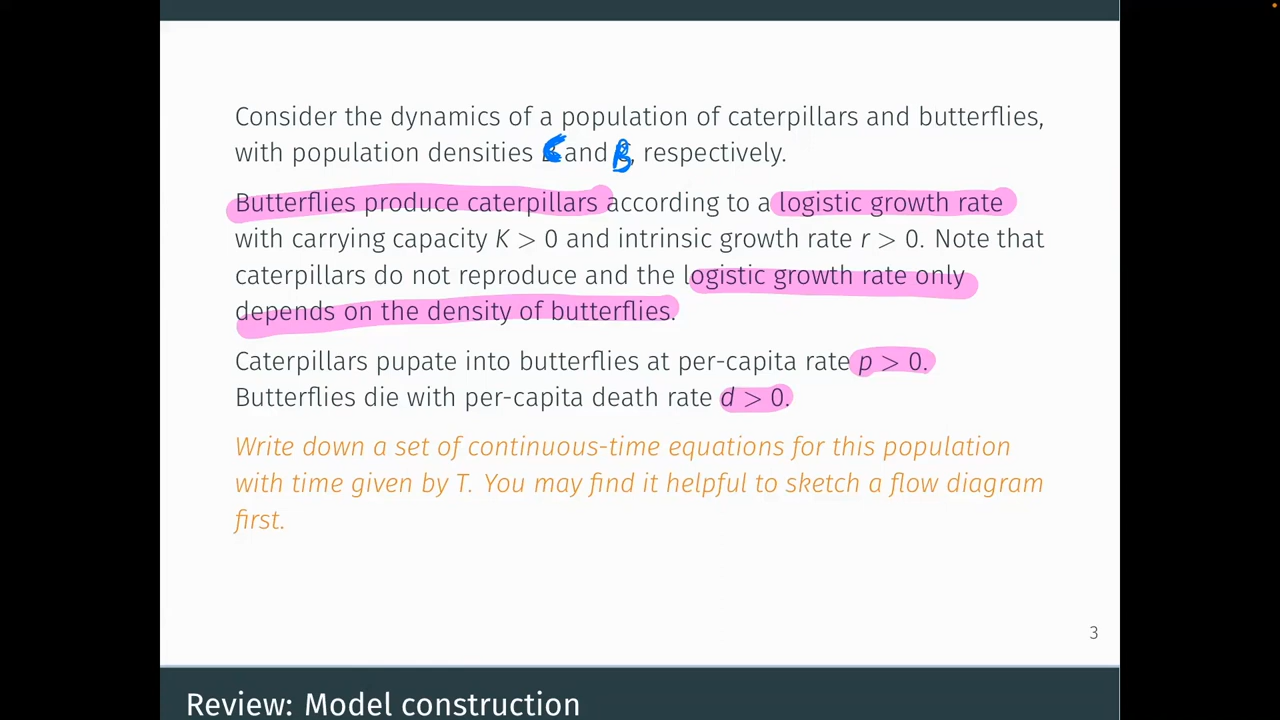 Consider the dynamics of a population of caterpillars and butterflies,
with population densities C and B, respectively.
Butterflies produce caterpillars according to a logistic growth rate
with carrying capacity K > 0 and intrinsic growth rate r > 0. Note that
caterpillars do not reproduce and the logistic growth rate only
depends on the density of butterflies.
Caterpillars pupate into butterflies at per-capita rate p > 0.
Butterflies die with per-capita death rate d > 0.
Write down a set of continuous-time equations for this population
with time given by T. You may find it helpful to sketch a flow diagram
first.
3
Review: Model construction